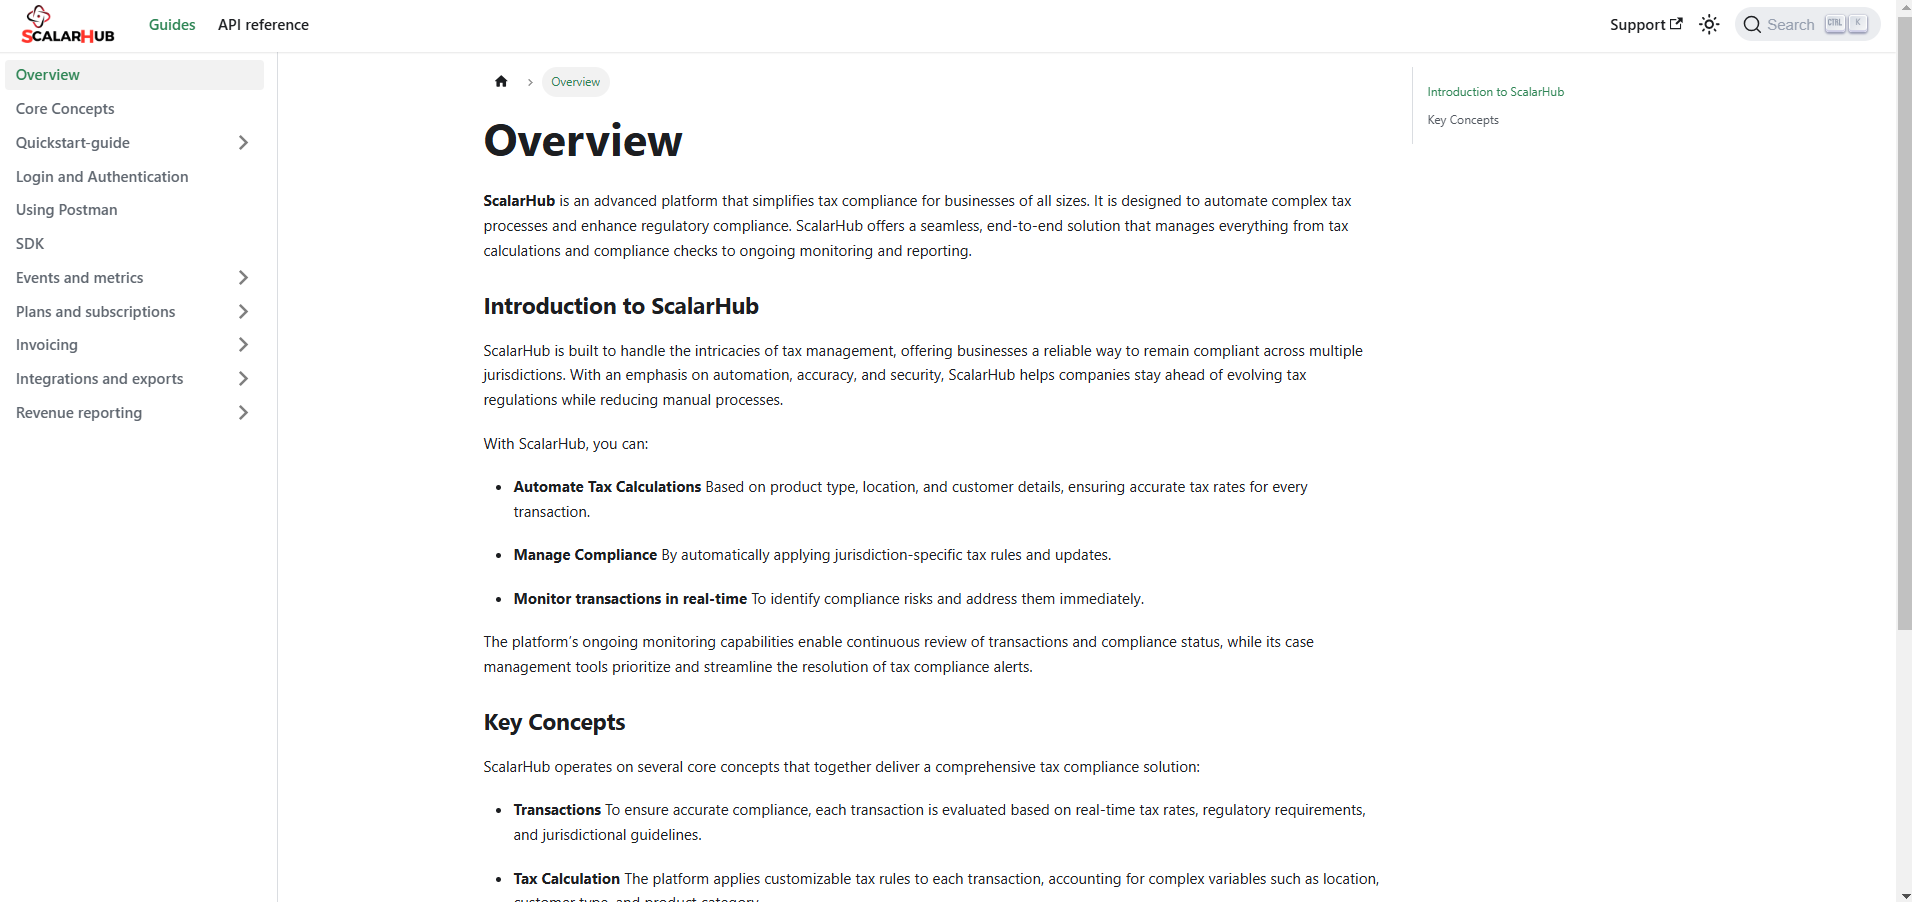 SCALARHUB
Guides
API reference
Support
Search
CTRL
K
Overview
Core Concepts
Quickstart-guide
Login and Authentication
Using Postman
SDK
Events and metrics
Plans and subscriptions
Invoicing
Integrations and exports
Revenue reporting
Overview
Overview
ScalarHub is an advanced platform that simplifies tax compliance for businesses of all sizes. It is designed to automate complex tax
processes and enhance regulatory compliance. ScalarHub offers a seamless, end-to-end solution that manages everything from tax
calculations and compliance checks to ongoing monitoring and reporting.
Introduction to ScalarHub
ScalarHub is built to handle the intricacies of tax management, offering businesses a reliable way to remain compliant across multiple
jurisdictions. With an emphasis on automation, accuracy, and security, ScalarHub helps companies stay ahead of evolving tax
regulations while reducing manual processes.
With ScalarHub, you can:
• Automate Tax Calculations Based on product type, location, and customer details, ensuring accurate tax rates for every
transaction.
• Manage Compliance By automatically applying jurisdiction-specific tax rules and updates.
• Monitor transactions in real-time To identify compliance risks and address them immediately.
The platform's ongoing monitoring capabilities enable continuous review of transactions and compliance status, while its case
management tools prioritize and streamline the resolution of tax compliance alerts.
Key Concepts
ScalarHub operates on several core concepts that together deliver a comprehensive tax compliance solution:
• Transactions To ensure accurate compliance, each transaction is evaluated based on real-time tax rates, regulatory requirements,
and jurisdictional guidelines.
• Tax Calculation The platform applies customizable tax rules to each transaction, accounting for complex variables such as location,
customer type, and product category.
Introduction to ScalarHub
Key Concepts